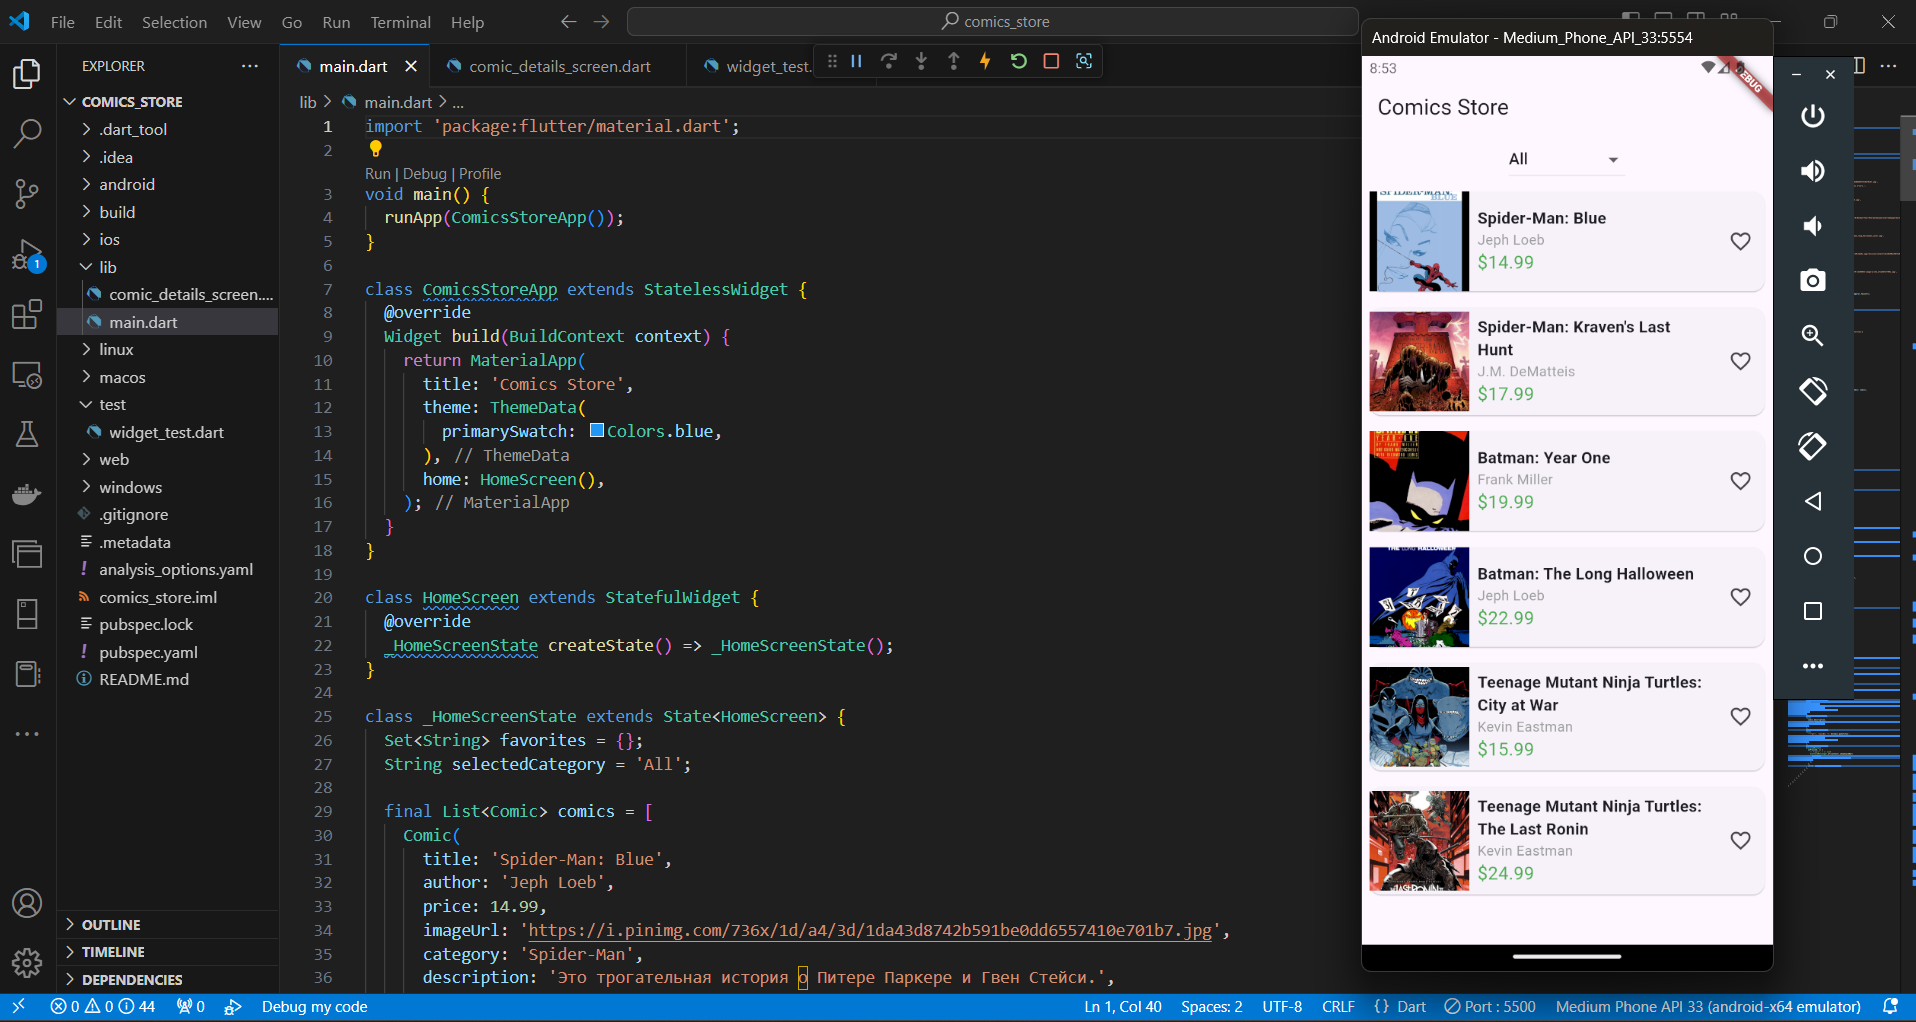 File Edit Selection View Go Run Terminal Help
comics_store
EXPLORER
COMICS_STORE
.dart_tool
.idea
android
build
ios
lib
comic_details_screen....
main.dart
linux
macos
test
widget_test.dart
web
windows
.gitignore
.metadata
analysis_options.yaml
comics_store.iml
pubspec.lock
pubspec.yaml
README.md
OUTLINE
TIMELINE
DEPENDENCIES
1
main.dart
comic_details_screen.dart
widget_test.
lib > main.dart > ...
1 import 'package:flutter/material.dart';
2
Run | Debug | Profile
3 void main() {
4 runApp(ComicsStoreApp());
5 }
6
7 class ComicsStoreApp extends StatelessWidget {
8 @override
9 Widget build(BuildContext context) {
10 return MaterialApp(
11 title: 'Comics Store',
12 theme: ThemeData(
13 primarySwatch: Colors.blue,
14 ), // ThemeData
15 home: HomeScreen(),
16 ); // MaterialApp
17 }
18 }
19
20 class HomeScreen extends StatefulWidget {
21 @override
22 _HomeScreenState createState() => _HomeScreenState();
23 }
24
25 class _HomeScreenState extends State<HomeScreen> {
26 Set<String> favorites = {};
27 String selectedCategory = 'All';
28
29 final List<Comic> comics = [
30 Comic(
31 title: 'Spider-Man: Blue',
32 author: 'Jeph Loeb',
33 price: 14.99,
34 imageUrl: 'https://i.pinimg.com/736x/1d/a4/3d/1da43d8742b591be0dd6557410e701b7.jpg',
35 category: 'Spider-Man',
36 description: 'Это трогательная история о Питере Паркере и Гвен Стейси.',
Android Emulator - Medium_Phone_API_33:5554
8:53
DEBUG
Comics Store
All
SPIDER-MAN:
BLUE
Spider-Man: Blue
Jeph Loeb
$14.99
Spider-Man: Kraven's Last
Hunt
J.M. DeMatteis
$17.99
YEAR ONE
Batman: Year One
Frank Miller
$19.99
THE LONG HALLOWEEN
Batman: The Long Halloween
Jeph Loeb
$22.99
Teenage Mutant Ninja Turtles:
City at War
Kevin Eastman
$15.99
LAST RONIN
Teenage Mutant Ninja Turtles:
The Last Ronin
Kevin Eastman
$24.99
0 0 44 0 Debug my code Ln 1, Col 40 Spaces: 2 UTF-8 CRLF {} Dart Port : 5500 Medium Phone API 33 (android-x64 emulator)